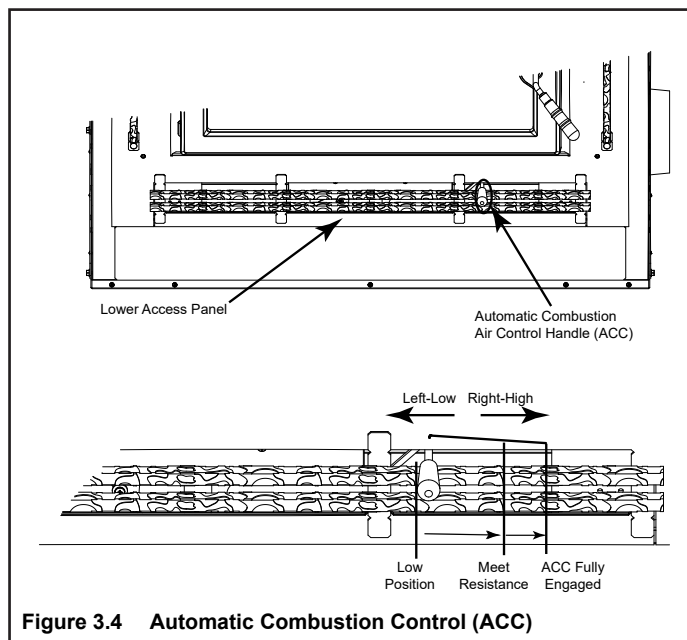 Lower Access Panel
Automatic Combustion
Air Control Handle (ACC)
Left-Low Right-High
Low
Position
Meet
Resistance
ACC Fully
Engaged
Figure 3.4 Automatic Combustion Control (ACC)